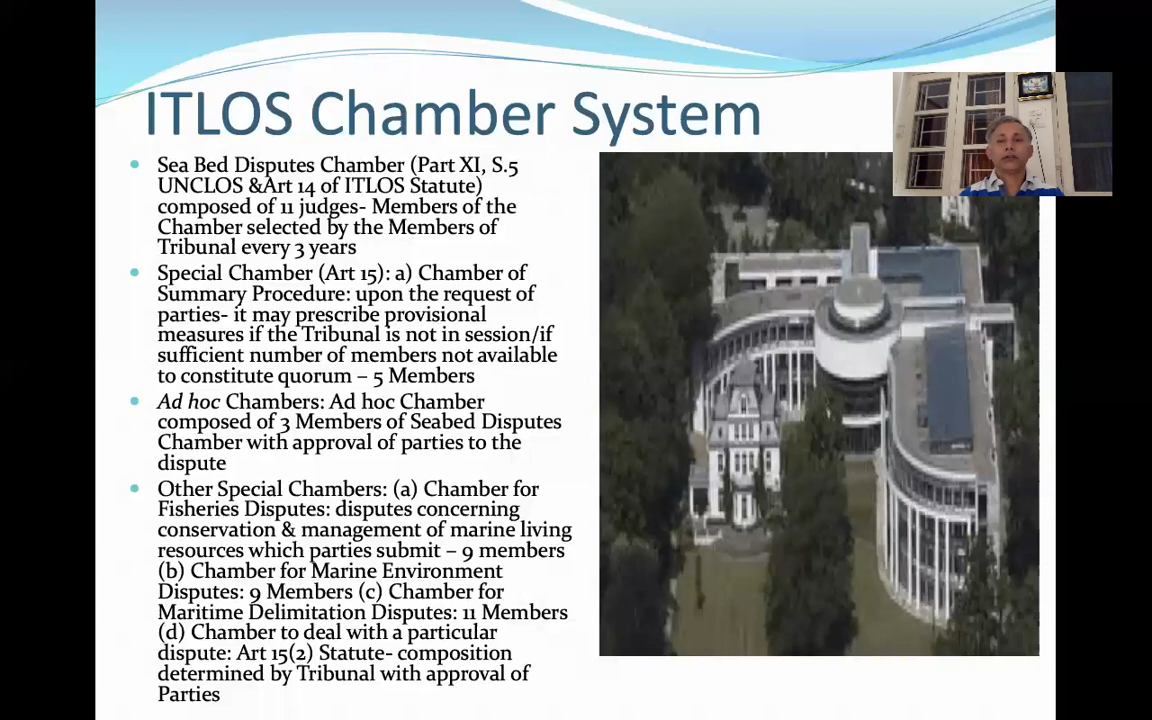 ITLOS Chamber System
• Sea Bed Disputes Chamber (Part XI, S.5
UNCLOS &Art 14 of ITLOS Statute)
composed of 11 judges- Members of the
Chamber selected by the Members of
Tribunal every 3 years
• Special Chamber (Art 15): a) Chamber of
Summary Procedure: upon the request of
parties- it may prescribe provisional
measures if the Tribunal is not in session/if
sufficient number of members not available
to constitute quorum – 5 Members
• Ad hoc Chambers: Ad hoc Chamber
composed of 3 Members of Seabed Disputes
Chamber with approval of parties to the
dispute
• Other Special Chambers: (a) Chamber for
Fisheries Disputes: disputes concerning
conservation & management of marine living
resources which parties submit – 9 members
(b) Chamber for Marine Environment
Disputes: 9 Members (c) Chamber for
Maritime Delimitation Disputes: 11 Members
(d) Chamber to deal with a particular
dispute: Art 15(2) Statute- composition
determined by Tribunal with approval of
Parties